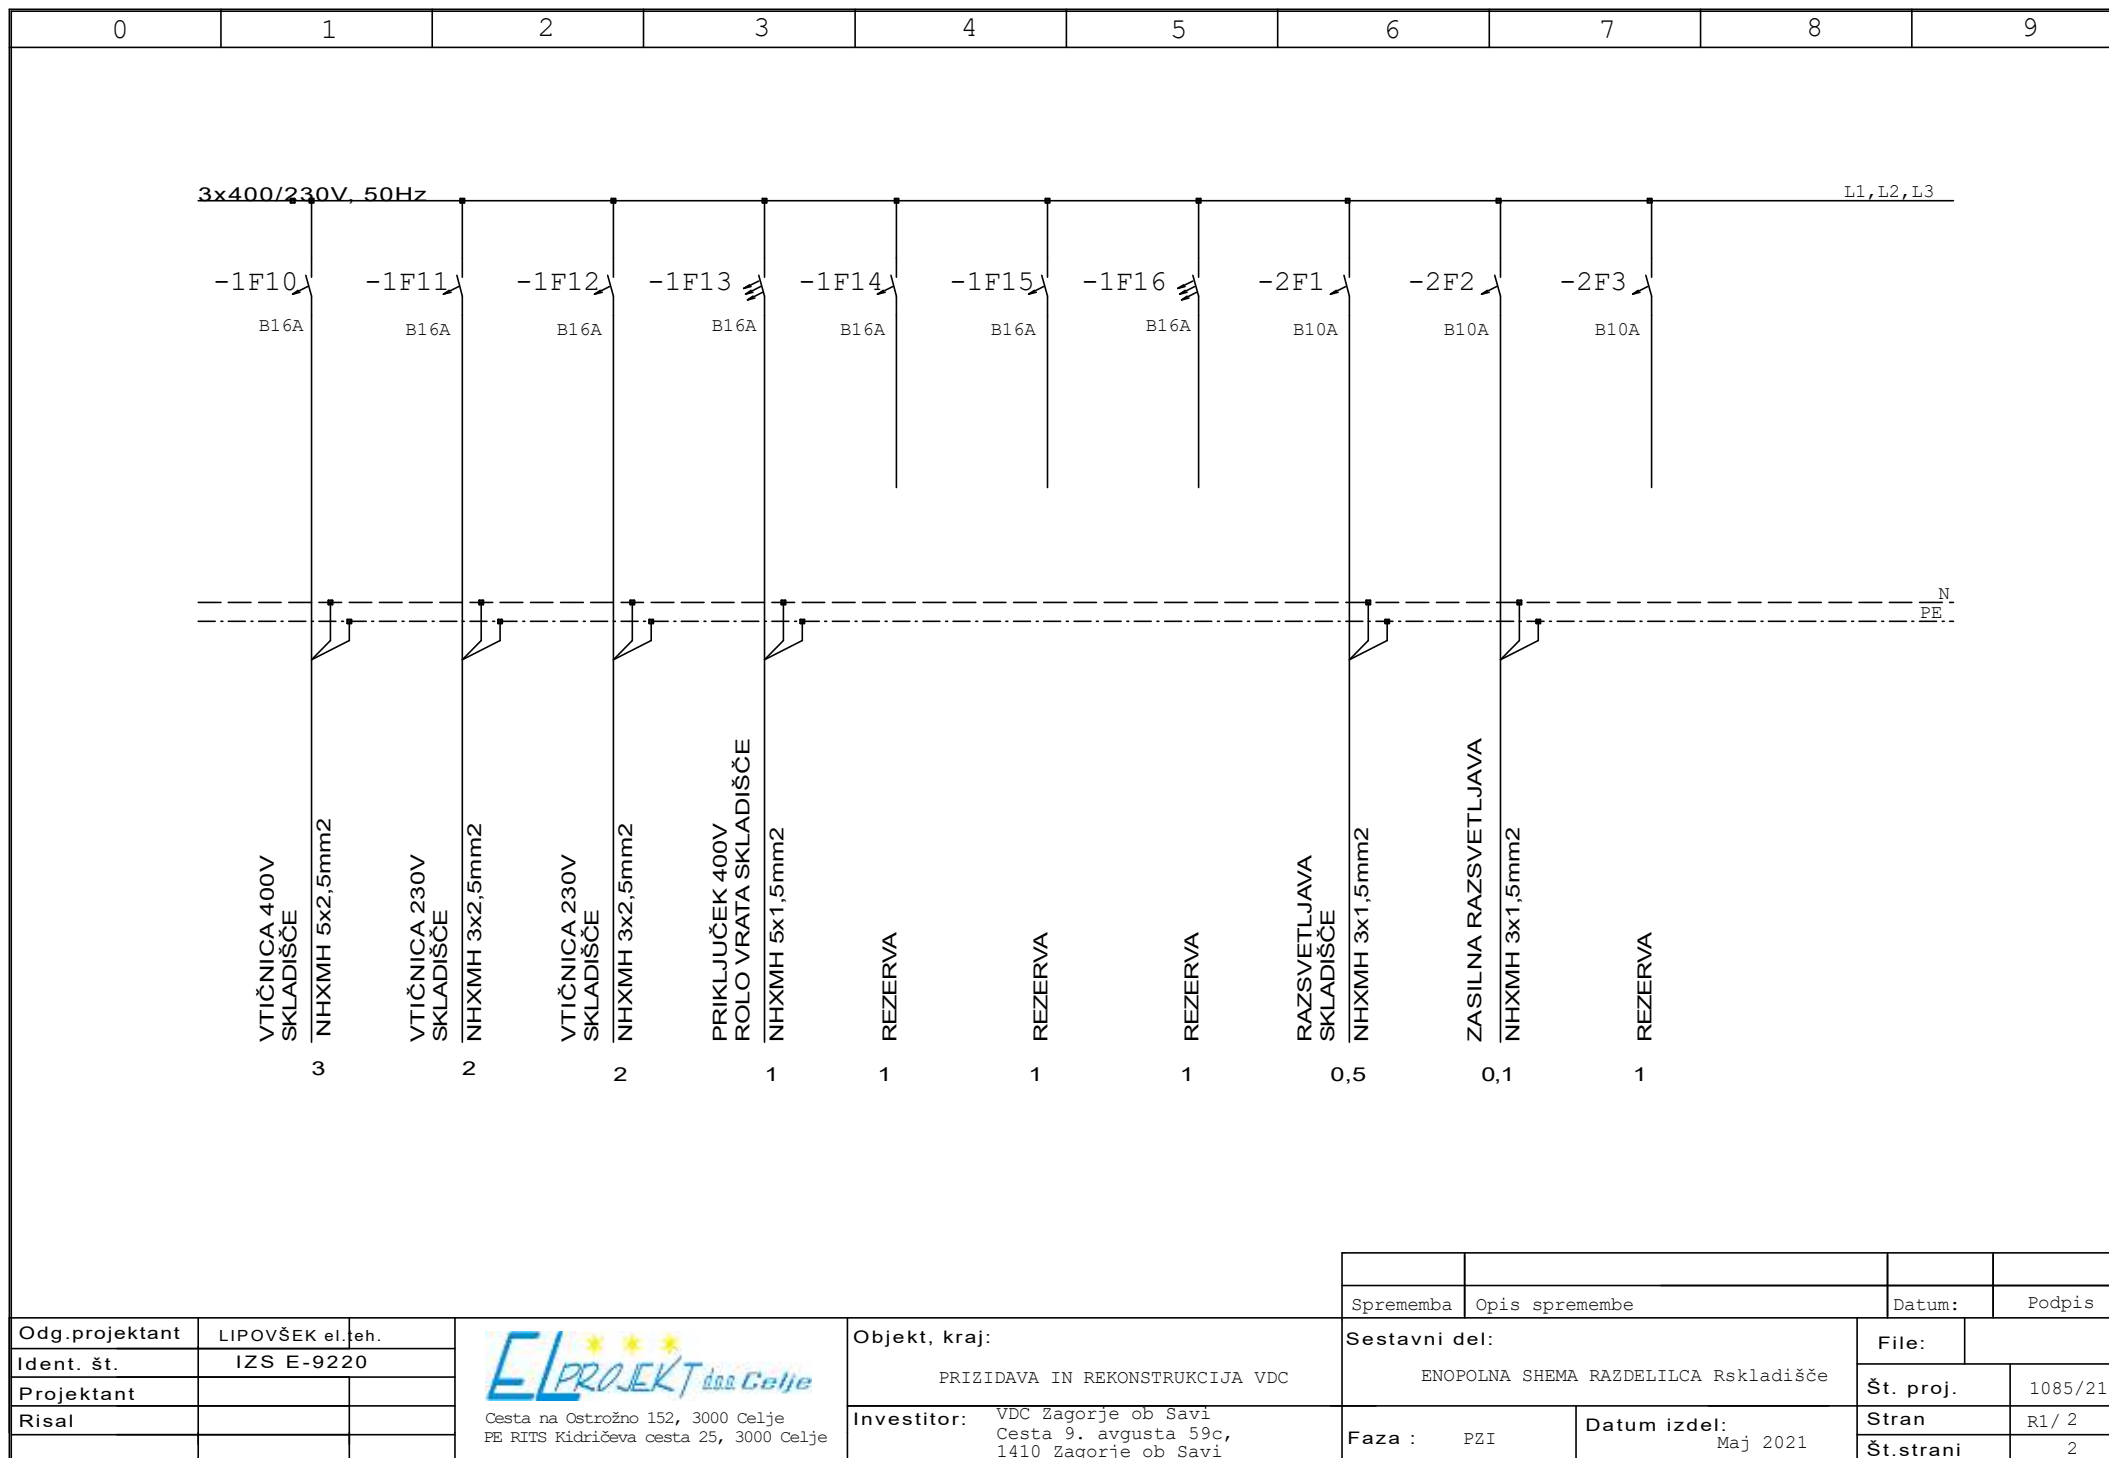 0 1 2 3 4 5 6 7 8 9
3x400/230V, 50Hz
L1,L2,L3
-1F10 -1F11 -1F12 -1F13 -1F14 -1F15 -1F16 -2F1 -2F2 -2F3
B16A B16A B16A B16A B16A B16A B16A B10A B10A B10A
N
PE
VTIČNICA 400V
SKLADIŠČE
NHXMH 5x2,5mm2
3
VTIČNICA 230V
SKLADIŠČE
NHXMH 3x2,5mm2
2
VTIČNICA 230V
SKLADIŠČE
NHXMH 3x2,5mm2
2
PRIKLJUČEK 400V
ROLO VRATA SKLADIŠČE
NHXMH 5x1,5mm2
1
REZERVA
1
REZERVA
1
REZERVA
1
RAZSVETLJAVA
SKLADIŠČE
NHXMH 3x1,5mm2
0,5
ZASILNA RAZSVETLJAVA
NHXMH 3x1,5mm2
0,1
REZERVA
1
Sprememba Opis spremembe Datum: Podpis
Odg.projektant LIPOVŠEK el.teh.
Ident. št. IZS E-9220
Projektant
Risal
ELPROJEKT d.o.o. Celje
Cesta na Ostrožno 152, 3000 Celje
PE RITS Kidričeva cesta 25, 3000 Celje
Objekt, kraj:
PRIZIDAVA IN REKONSTRUKCIJA VDC
Investitor: VDC Zagorje ob Savi
Cesta 9. avgusta 59c,
1410 Zagorje ob Savi
Sestavni del:
ENOPOLNA SHEMA RAZDELILCA Rskladišče
Faza : PZI
Datum izdel:
Maj 2021
File:
Št. proj. 1085/21
Stran R1/ 2
Št.strani 2